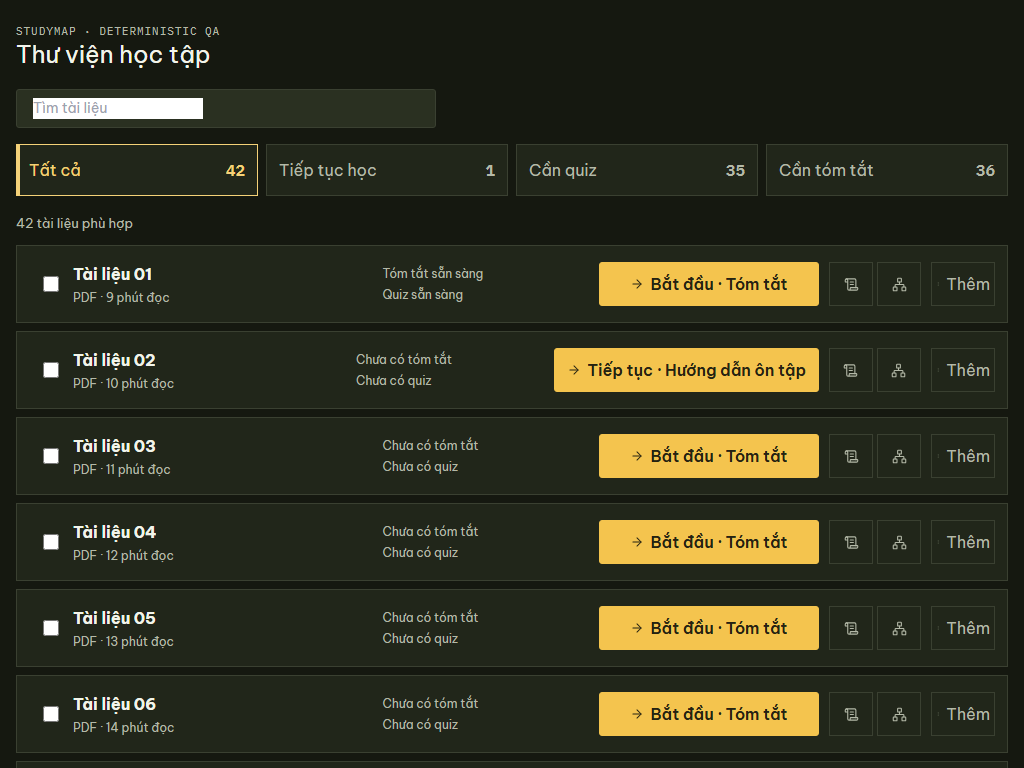 STUDYMAP · DETERMINISTIC QA
Thư viện học tập
Tìm tài liệu
Tất cả 42
Tiếp tục học 1
Cần quiz 35
Cần tóm tắt 36
42 tài liệu phù hợp
Tài liệu 01
PDF · 9 phút đọc
Tóm tắt sẵn sàng
Quiz sẵn sàng
→ Bắt đầu · Tóm tắt
Thêm
Tài liệu 02
PDF · 10 phút đọc
Chưa có tóm tắt
Chưa có quiz
→ Tiếp tục · Hướng dẫn ôn tập
Thêm
Tài liệu 03
PDF · 11 phút đọc
Chưa có tóm tắt
Chưa có quiz
→ Bắt đầu · Tóm tắt
Thêm
Tài liệu 04
PDF · 12 phút đọc
Chưa có tóm tắt
Chưa có quiz
→ Bắt đầu · Tóm tắt
Thêm
Tài liệu 05
PDF · 13 phút đọc
Chưa có tóm tắt
Chưa có quiz
→ Bắt đầu · Tóm tắt
Thêm
Tài liệu 06
PDF · 14 phút đọc
Chưa có tóm tắt
Chưa có quiz
→ Bắt đầu · Tóm tắt
Thêm